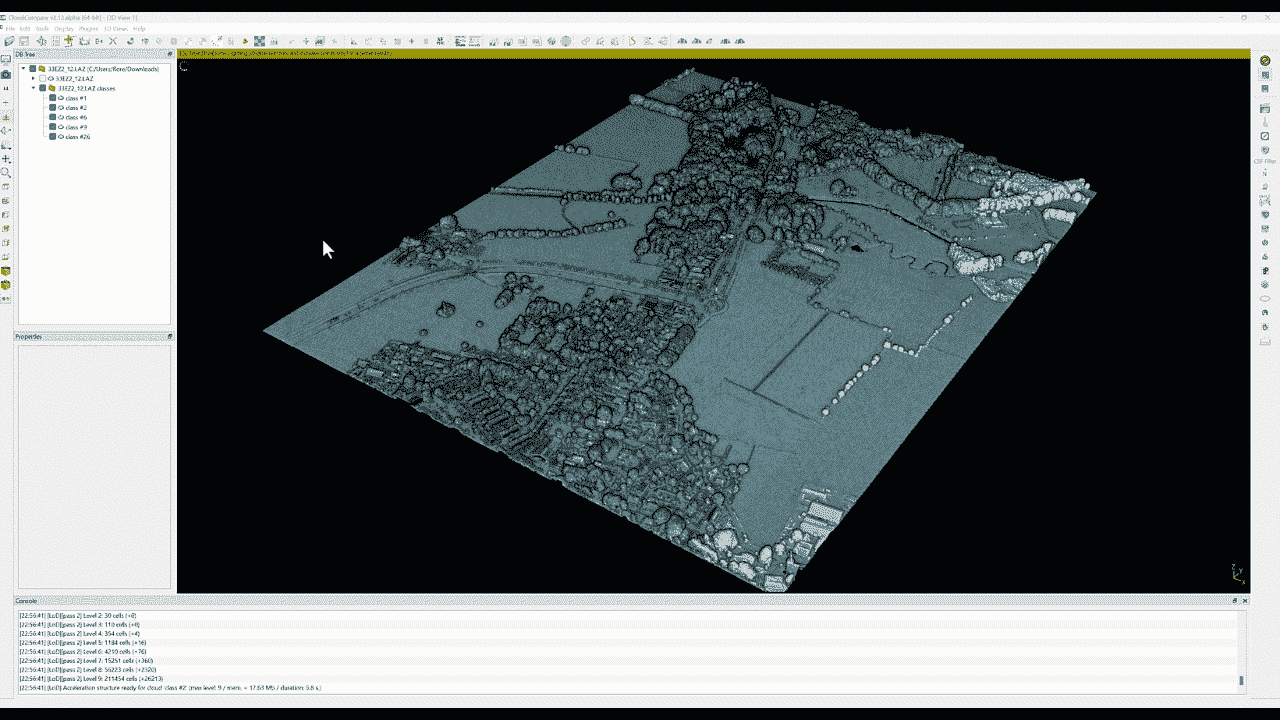 CloudCompare v2.13.alpha (64-bit) - [3D View 1]
File Edit Tools Display Plugins 3D Views Help
DB Tree
33EZ2_12.LAZ (C:/Users/flore/Downloads)
33EZ2_12.LAZ
33EZ2_12.LAZ classes
class #1
class #2
class #6
class #9
class #26
Properties
CSF Filter
Console
[22:56:41] [LoD][pass 2] Level 2: 30 cells (+0)
[22:56:41] [LoD][pass 2] Level 3: 110 cells (+0)
[22:56:41] [LoD][pass 2] Level 4: 354 cells (+4)
[22:56:41] [LoD][pass 2] Level 5: 1184 cells (+16)
[22:56:41] [LoD][pass 2] Level 6: 4210 cells (+76)
[22:56:41] [LoD][pass 2] Level 7: 15251 cells (+360)
[22:56:41] [LoD][pass 2] Level 8: 56223 cells (+2320)
[22:56:41] [LoD][pass 2] Level 9: 211454 cells (+26213)
[22:56:41] [LoD] Acceleration structure ready for cloud 'class #2' (max level: 9 / mem. = 17.63 Mb / duration: 5.8 s.)